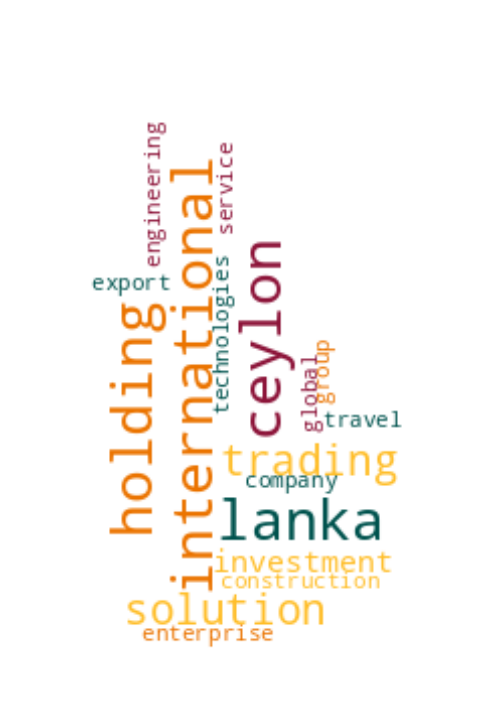 engineering
service
international
export
technologies
ceylon
holding
global
group
travel
trading
company
lanka
investment
construction
solution
enterprise